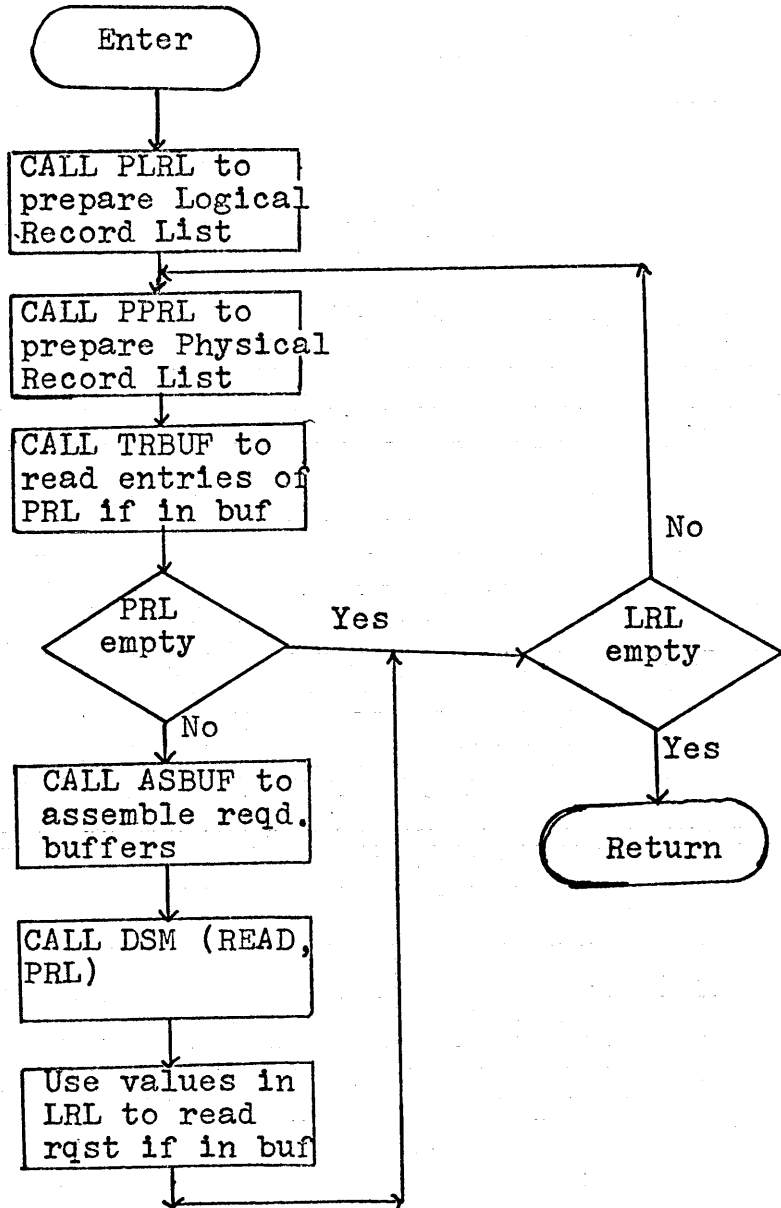 Enter
CALL PLRL to
prepare Logical
Record List
CALL PPRL to
prepare Physical
Record List
CALL TRBUF to
read entries of
PRL if in buf
PRL
empty
Yes
No
LRL
empty
No
Yes
Return
CALL ASBUF to
assemble reqd.
buffers
CALL DSM (READ,
PRL)
Use values in
LRL to read
rqst if in buf